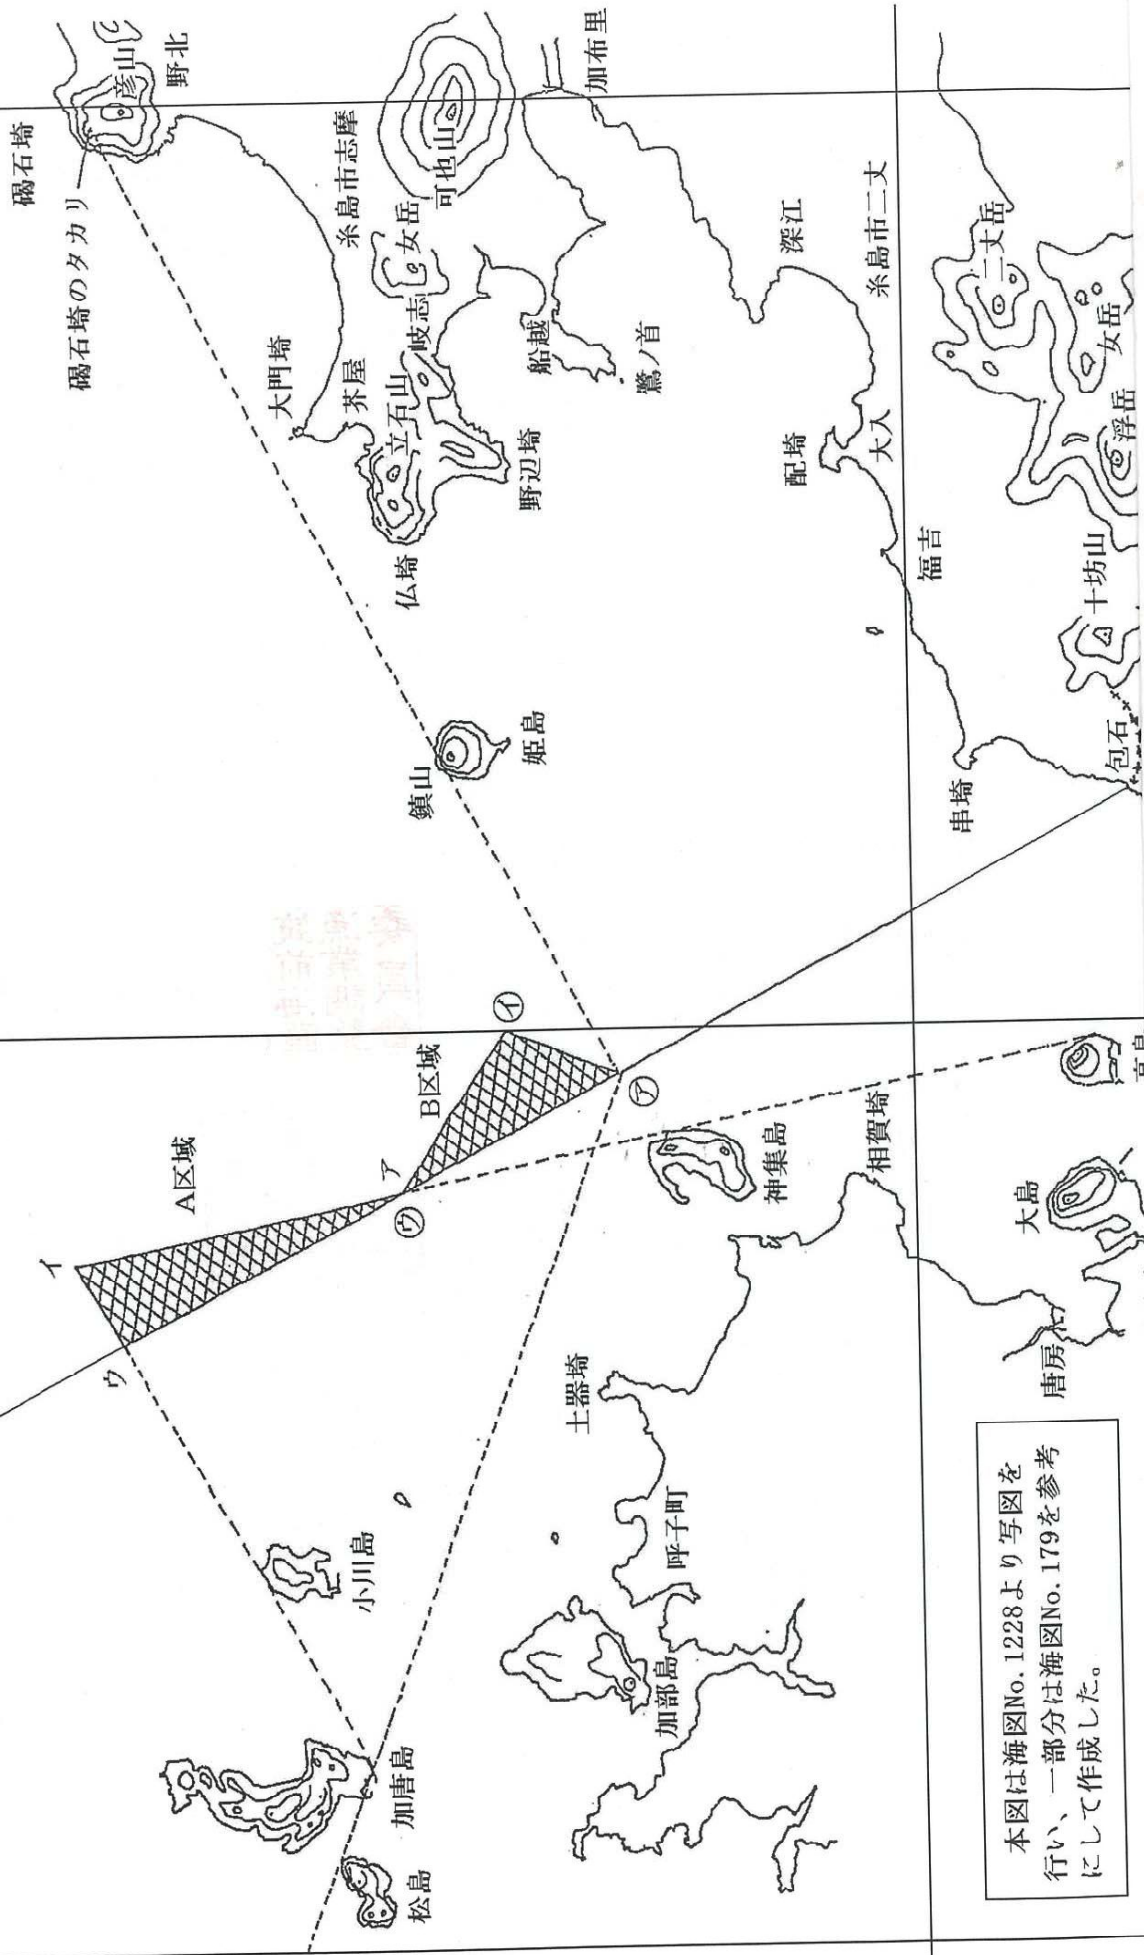 碣石埼
碣石埼のタカリ
彦山
野北
糸島市志摩
可也山
加布里
大門埼
芥屋
立石山
岐志
女岳
仏埼
野辺埼
船越
鷺ノ首
深江
糸島市二丈
配埼
大入
福吉
二丈岳
女岳
浮岳
十坊山
鎮山
姫島
串埼
包石
A区域
B区域
ア
イ
ウ
㋐
㋑
㋒
神集島
相賀埼
大島
唐房
土器埼
呼子町
小川島
加部島
加唐島
松島
本図は海図No.1228より写図を
行い、一部分は海図No.179を参考
にして作成した。